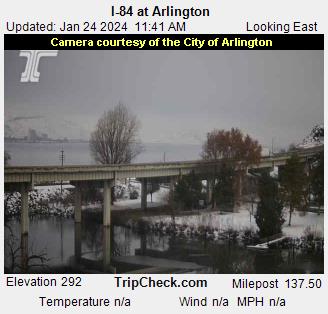 I-84 at Arlington
Updated: Jan 24 2024 11:41 AM Looking East
Camera courtesy of the City of Arlington
Elevation 292 TripCheck.com Milepost 137.50
Temperature n/a Wind n/a MPH n/a